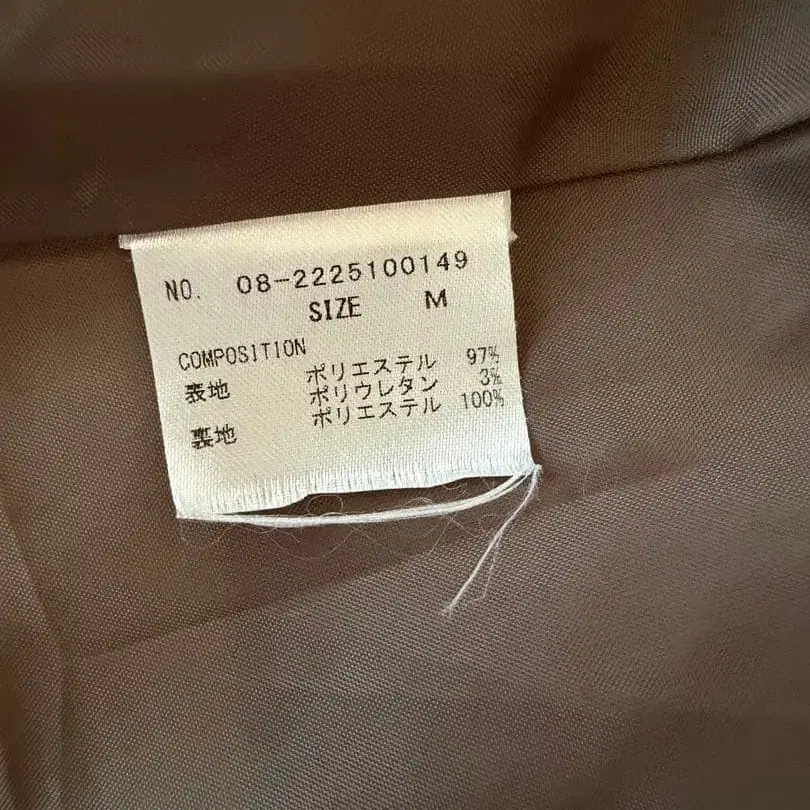 NO. 08-2225100149
SIZE M
COMPOSITION
表地 ポリエステル 97%
ポリウレタン 3%
裏地 ポリエステル 100%